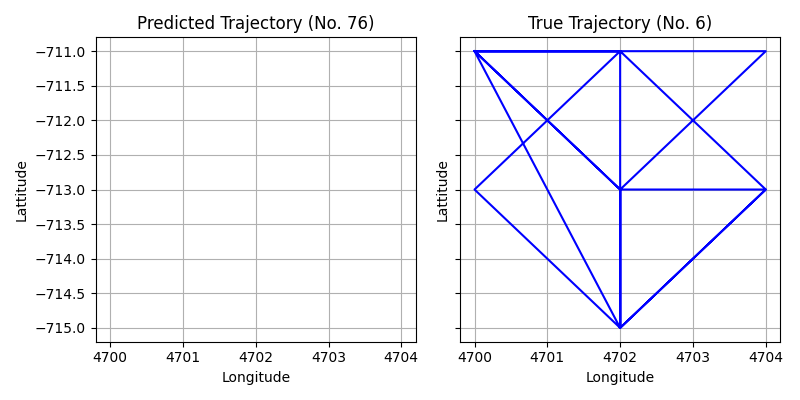 Predicted Trajectory (No. 76)
True Trajectory (No. 6)
Lattitude
−711.0
−711.5
−712.0
−712.5
−713.0
−713.5
−714.0
−714.5
−715.0
4700 4701 4702 4703 4704
Longitude
Lattitude
4700 4701 4702 4703 4704
Longitude